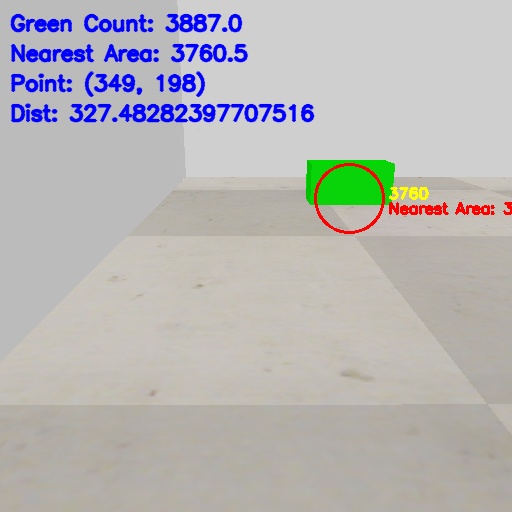 Green Count: 3887.0
Nearest Area: 3760.5
Point: (349, 198)
Dist: 327.48282397707516
3760
Nearest Area: 3